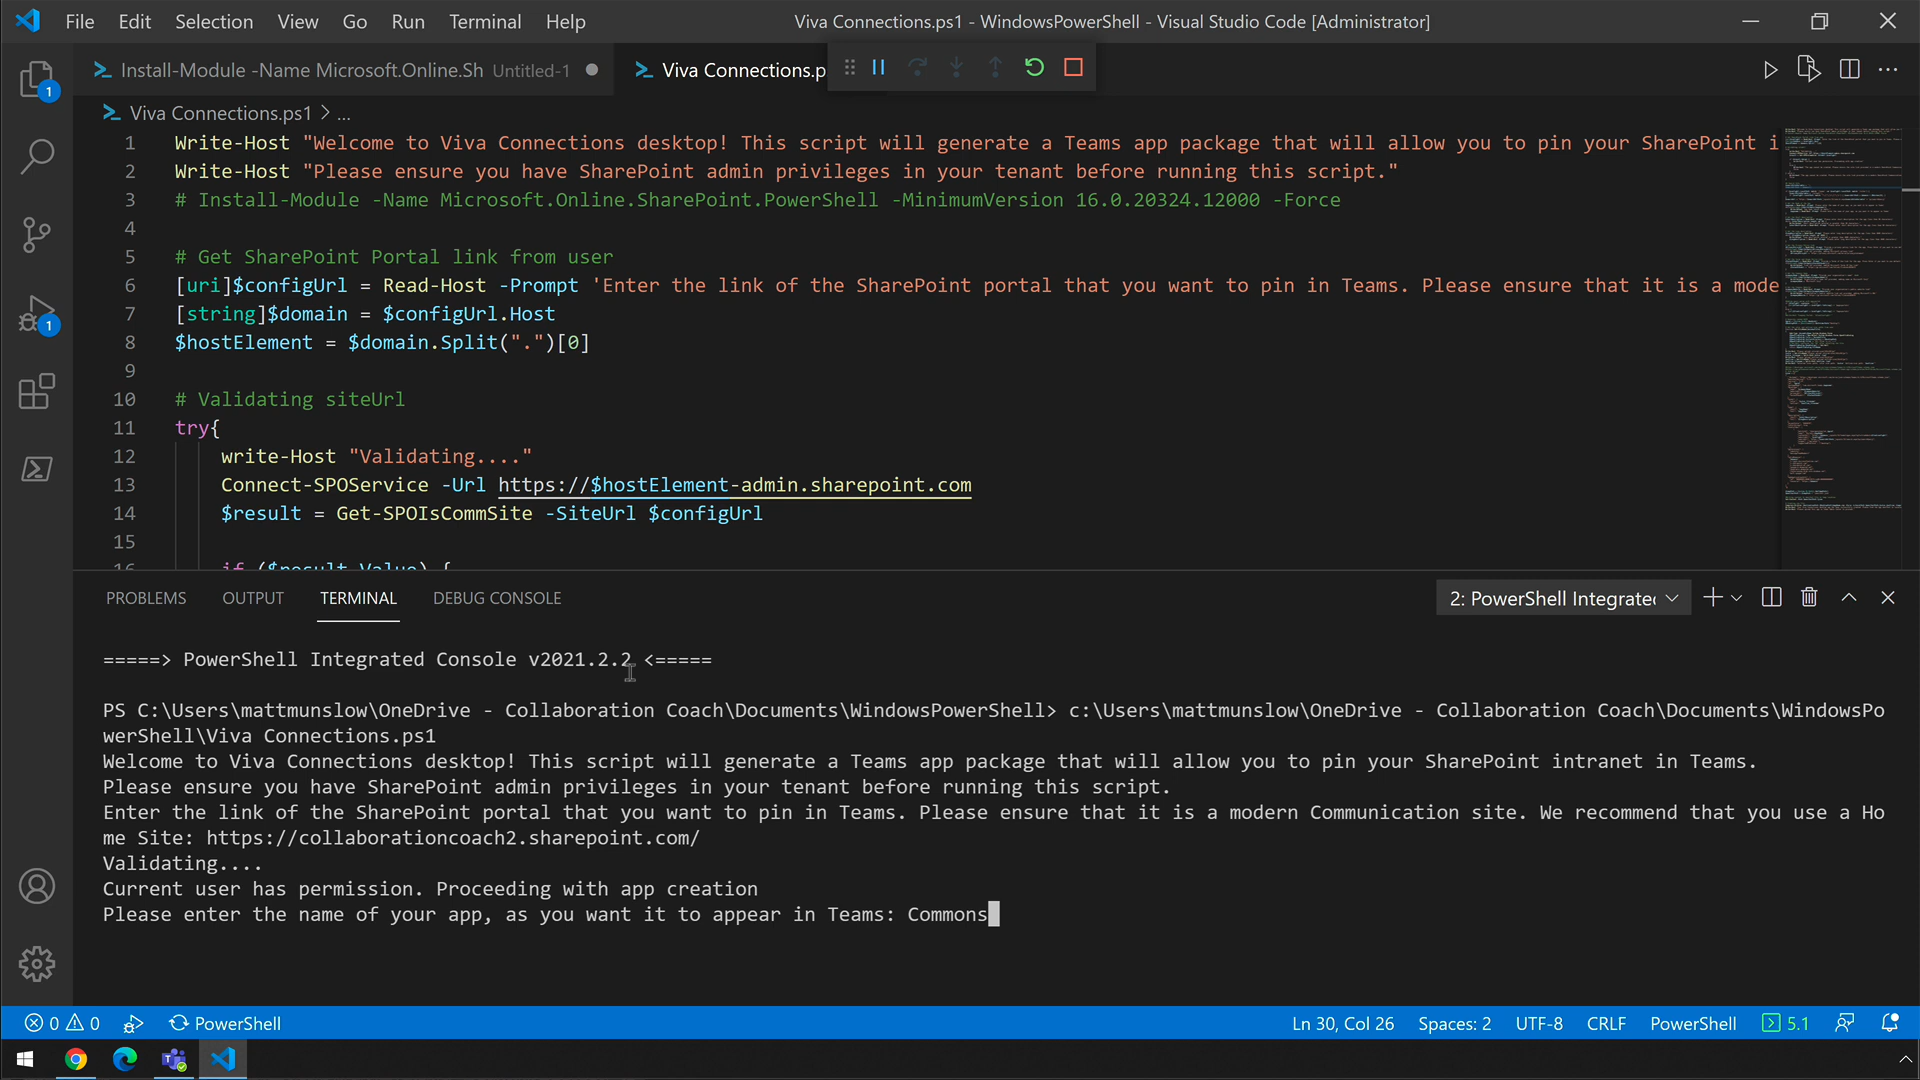 File Edit Selection View Go Run Terminal Help Viva Connections.ps1 - WindowsPowerShell - Visual Studio Code [Administrator]
Install-Module -Name Microsoft.Online.Sh Untitled-1 Viva Connections.p
Viva Connections.ps1 > ...
1 Write-Host "Welcome to Viva Connections desktop! This script will generate a Teams app package that will allow you to pin your SharePoint i
2 Write-Host "Please ensure you have SharePoint admin privileges in your tenant before running this script."
3 # Install-Module -Name Microsoft.Online.SharePoint.PowerShell -MinimumVersion 16.0.20324.12000 -Force
4
5 # Get SharePoint Portal link from user
6 [uri]$configUrl = Read-Host -Prompt 'Enter the link of the SharePoint portal that you want to pin in Teams. Please ensure that it is a mode
7 [string]$domain = $configUrl.Host
8 $hostElement = $domain.Split(".")[0]
9
10 # Validating siteUrl
11 try{
12 write-Host "Validating...."
13 Connect-SPOService -Url https://$hostElement-admin.sharepoint.com
14 $result = Get-SPOIsCommSite -SiteUrl $configUrl
15
16 if ($result.Value) {
PROBLEMS OUTPUT TERMINAL DEBUG CONSOLE 2: PowerShell Integrate
=====> PowerShell Integrated Console v2021.2.2 <=====
PS C:\Users\mattmunslow\OneDrive - Collaboration Coach\Documents\WindowsPowerShell> c:\Users\mattmunslow\OneDrive - Collaboration Coach\Documents\WindowsPo
werShell\Viva Connections.ps1
Welcome to Viva Connections desktop! This script will generate a Teams app package that will allow you to pin your SharePoint intranet in Teams.
Please ensure you have SharePoint admin privileges in your tenant before running this script.
Enter the link of the SharePoint portal that you want to pin in Teams. Please ensure that it is a modern Communication site. We recommend that you use a Ho
me Site: https://collaborationcoach2.sharepoint.com/
Validating....
Current user has permission. Proceeding with app creation
Please enter the name of your app, as you want it to appear in Teams: Commons
0 0 PowerShell Ln 30, Col 26 Spaces: 2 UTF-8 CRLF PowerShell 5.1